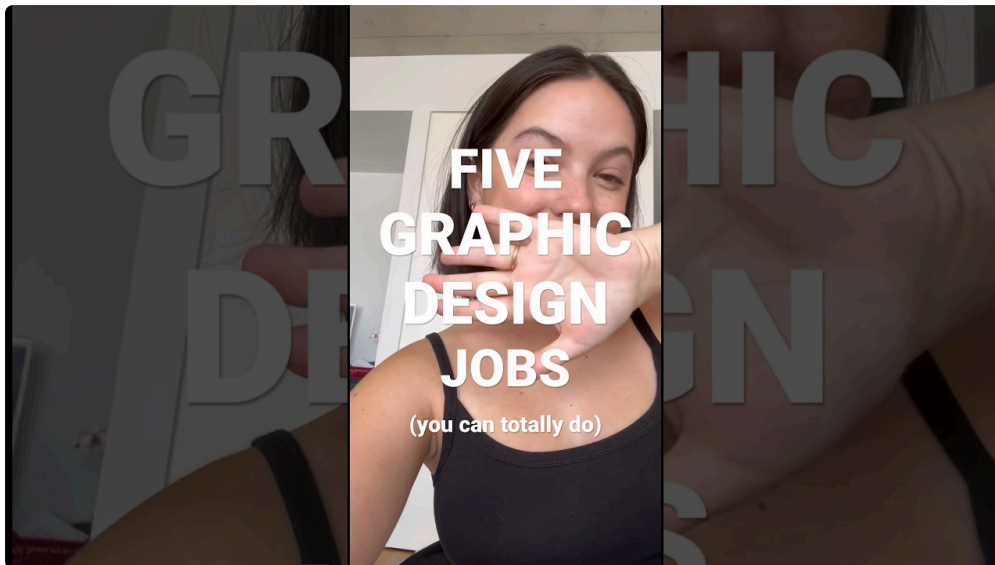 FIVE
GRAPHIC
DESIGN
JOBS
(you can totally do)